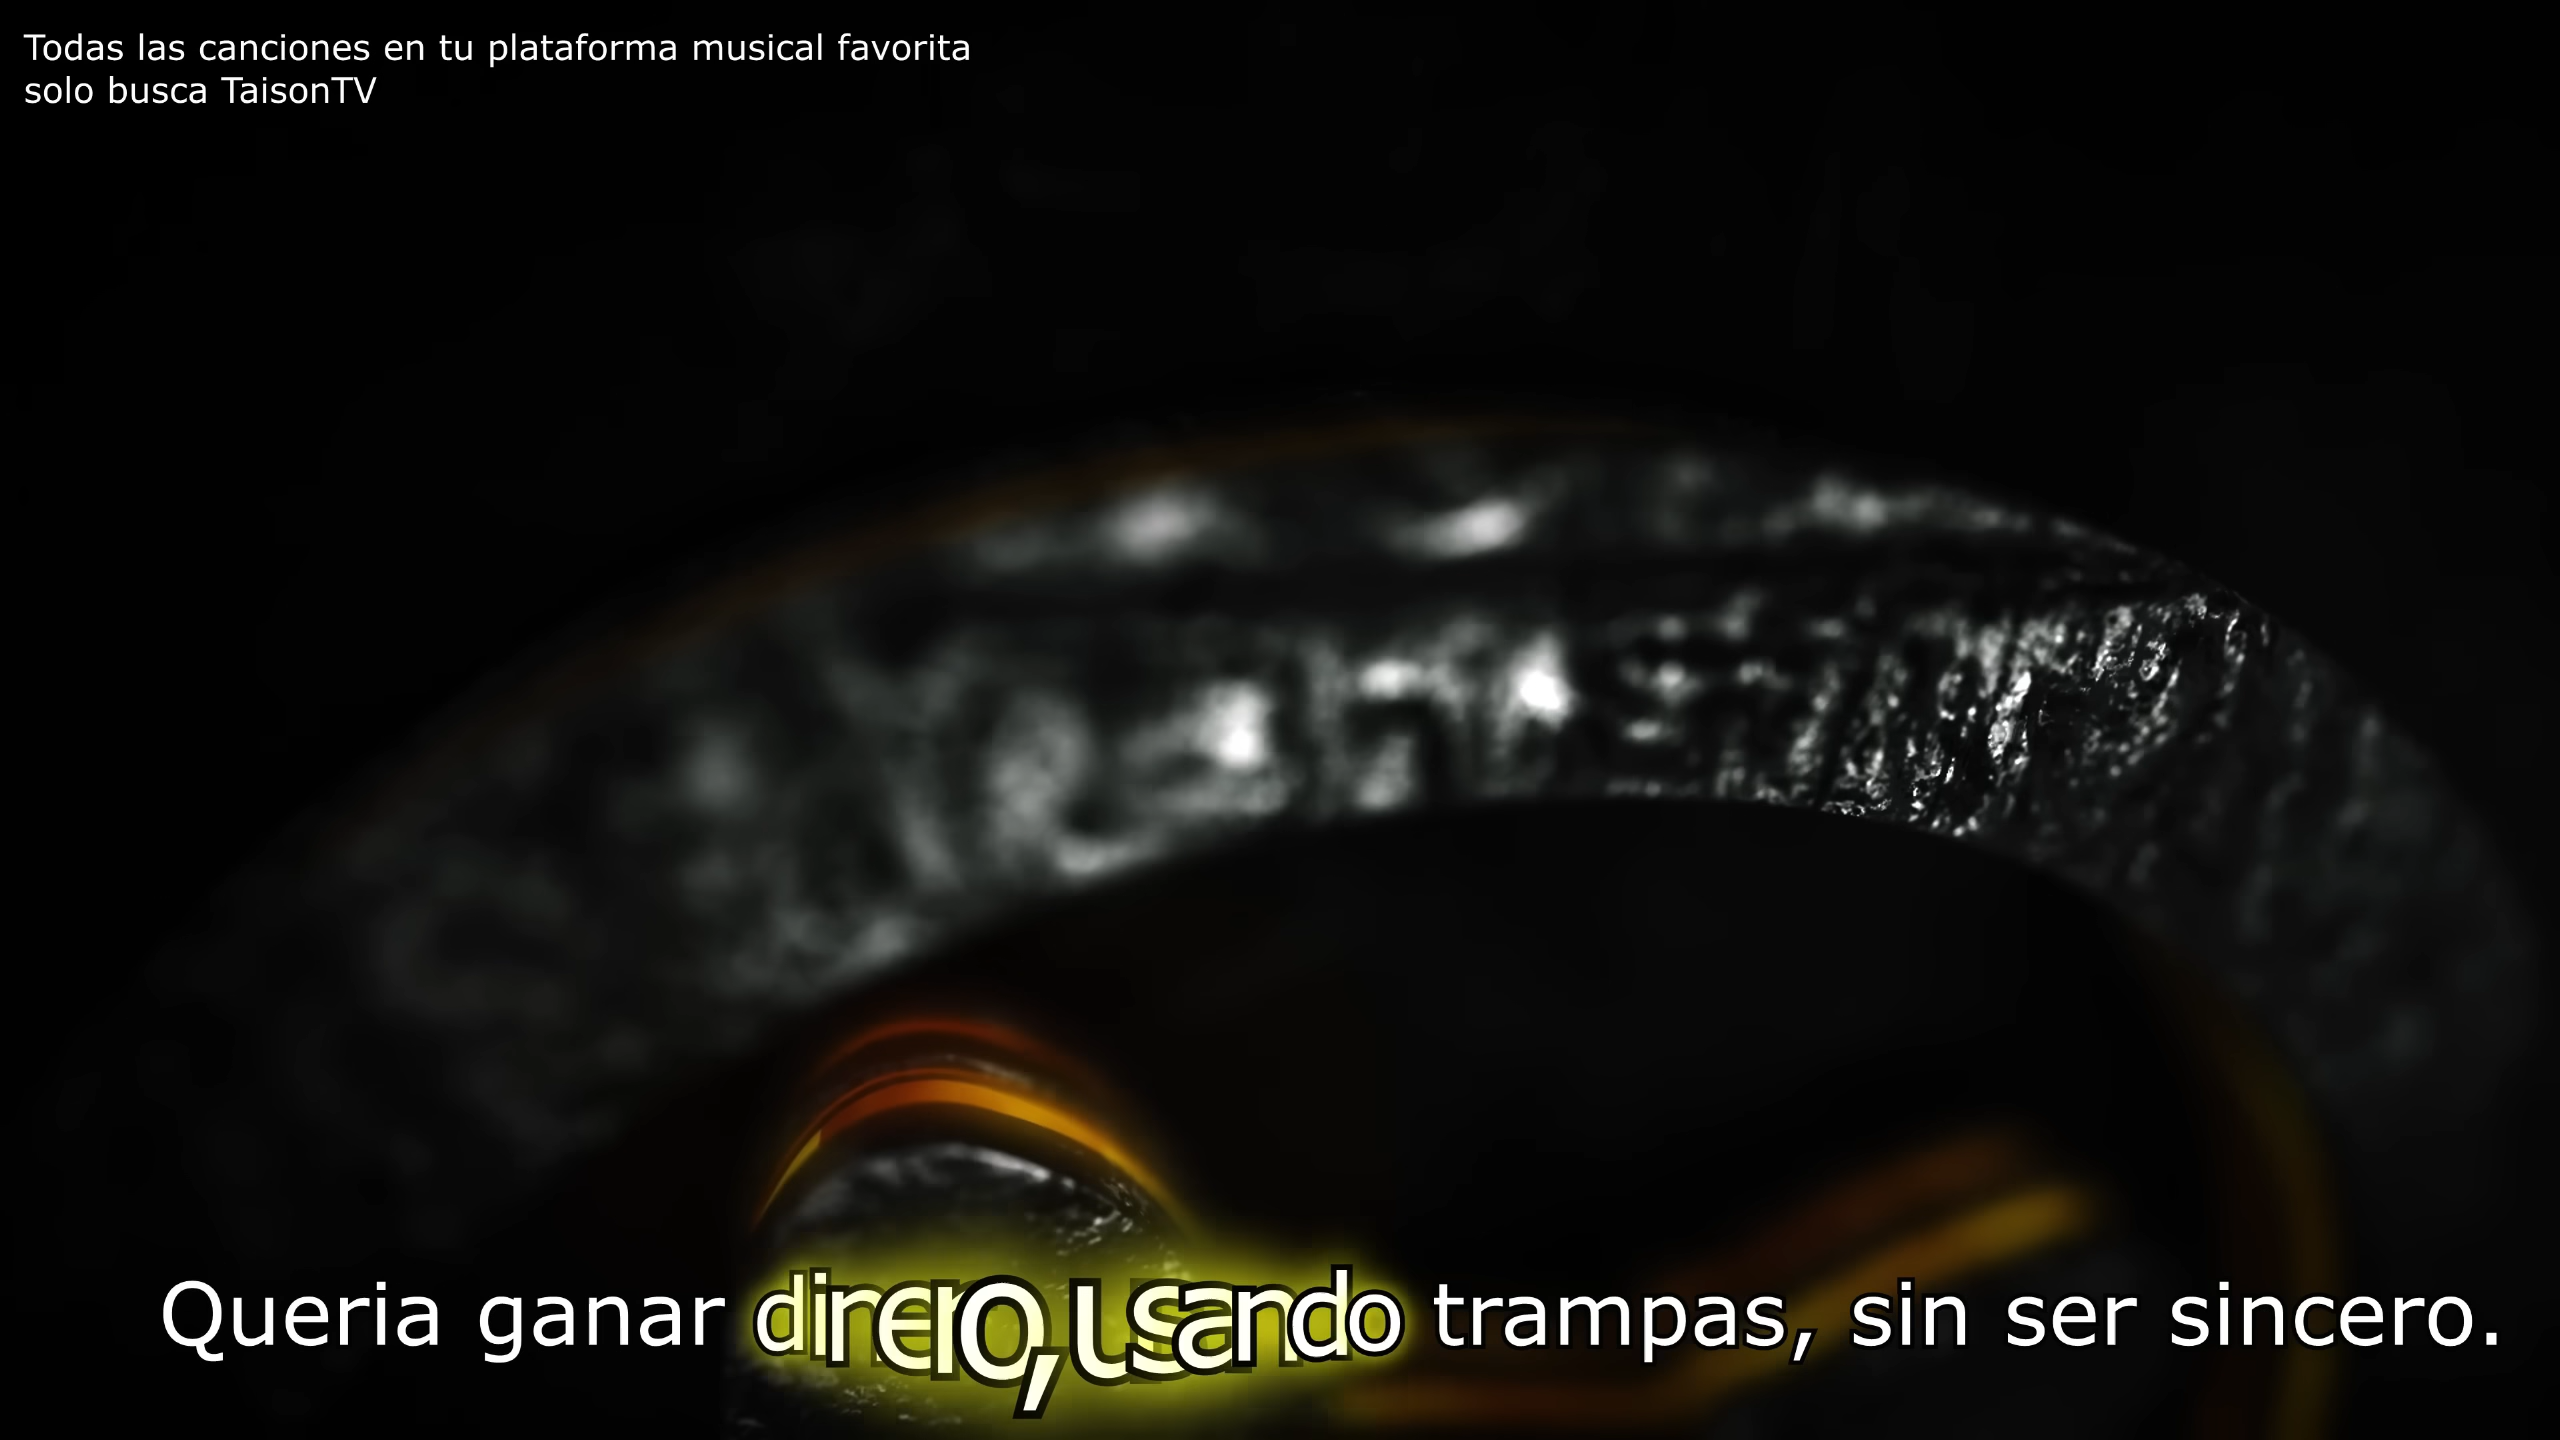 Todas las canciones en tu plataforma musical favorita
solo busca TaisonTV
Queria ganar dinero, usando trampas, sin ser sincero.